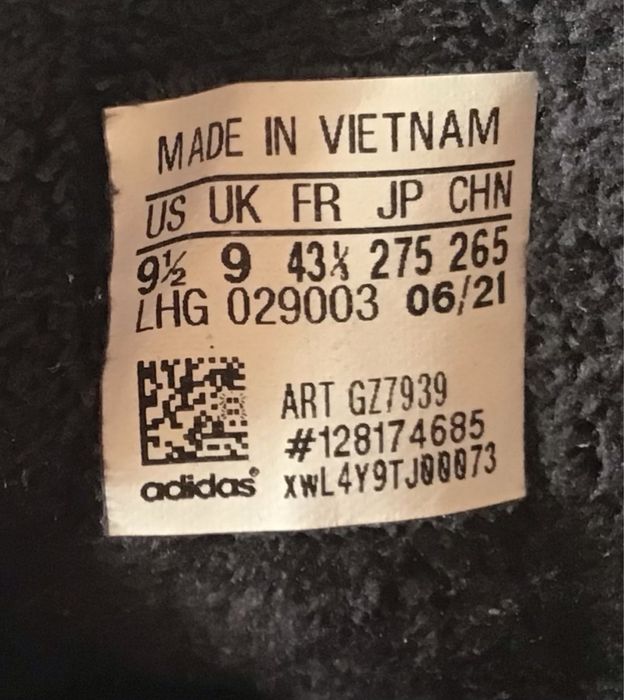 MADE IN VIETNAM
US UK FR JP CHN
9½ 9 43⅓ 275 265
LHG 029003 06/21
ART GZ7939
#128174685
adidas® xwL4Y9TJ00073